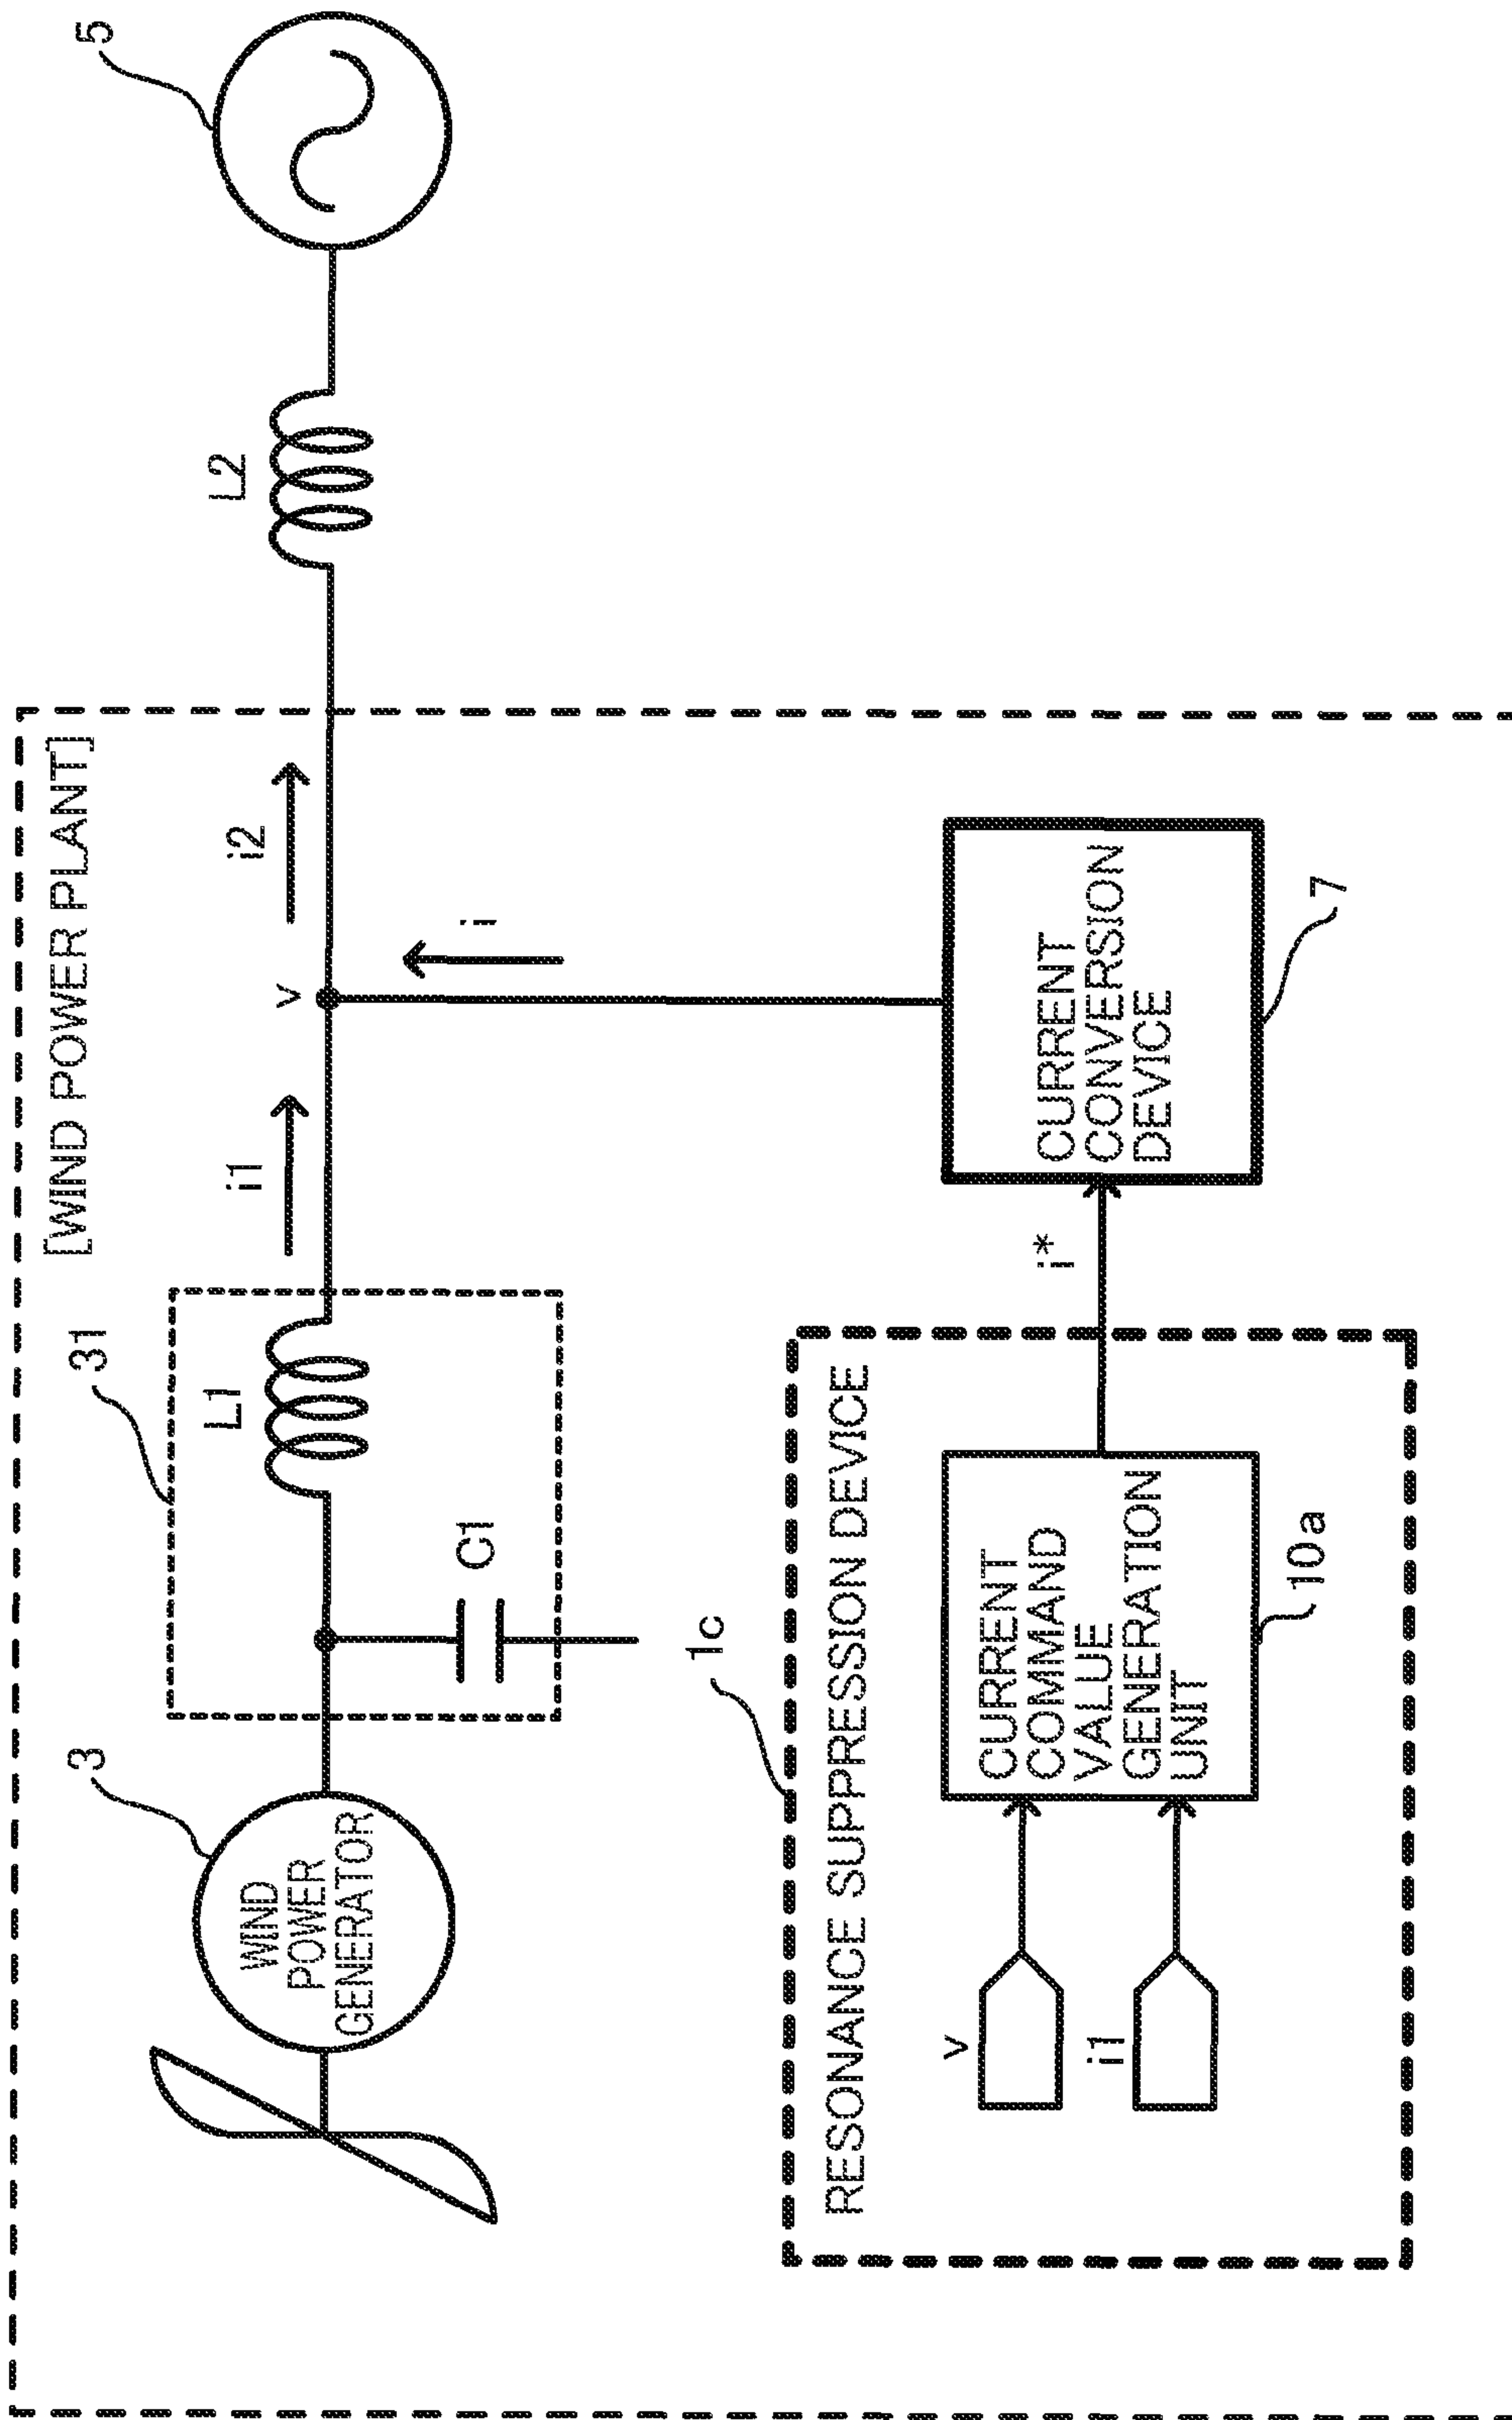 [WIND POWER PLANT]
3
31
5
WIND
POWER
GENERATOR
L1
C1
i1
v
i2
i
L2
1c
RESONANCE SUPPRESSION DEVICE
v
i1
CURRENT
COMMAND
VALUE
GENERATION
UNIT
10a
i*
CURRENT
CONVERSION
DEVICE
7